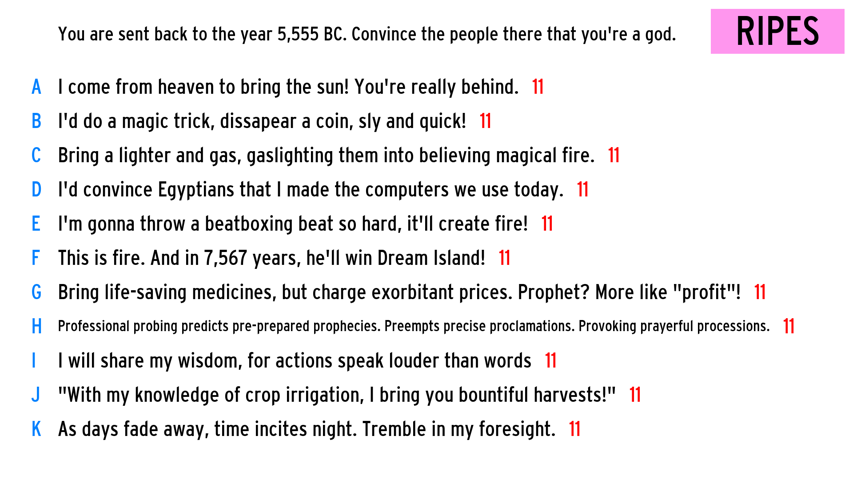 You are sent back to the year 5,555 BC. Convince the people there that you're a god.
RIPES
A I come from heaven to bring the sun! You're really behind. 11
B I'd do a magic trick, dissapear a coin, sly and quick! 11
C Bring a lighter and gas, gaslighting them into believing magical fire. 11
D I'd convince Egyptians that I made the computers we use today. 11
E I'm gonna throw a beatboxing beat so hard, it'll create fire! 11
F This is fire. And in 7,567 years, he'll win Dream Island! 11
G Bring life-saving medicines, but charge exorbitant prices. Prophet? More like "profit"! 11
H Professional probing predicts pre-prepared prophecies. Preempts precise proclamations. Provoking prayerful processions. 11
I I will share my wisdom, for actions speak louder than words 11
J "With my knowledge of crop irrigation, I bring you bountiful harvests!" 11
K As days fade away, time incites night. Tremble in my foresight. 11